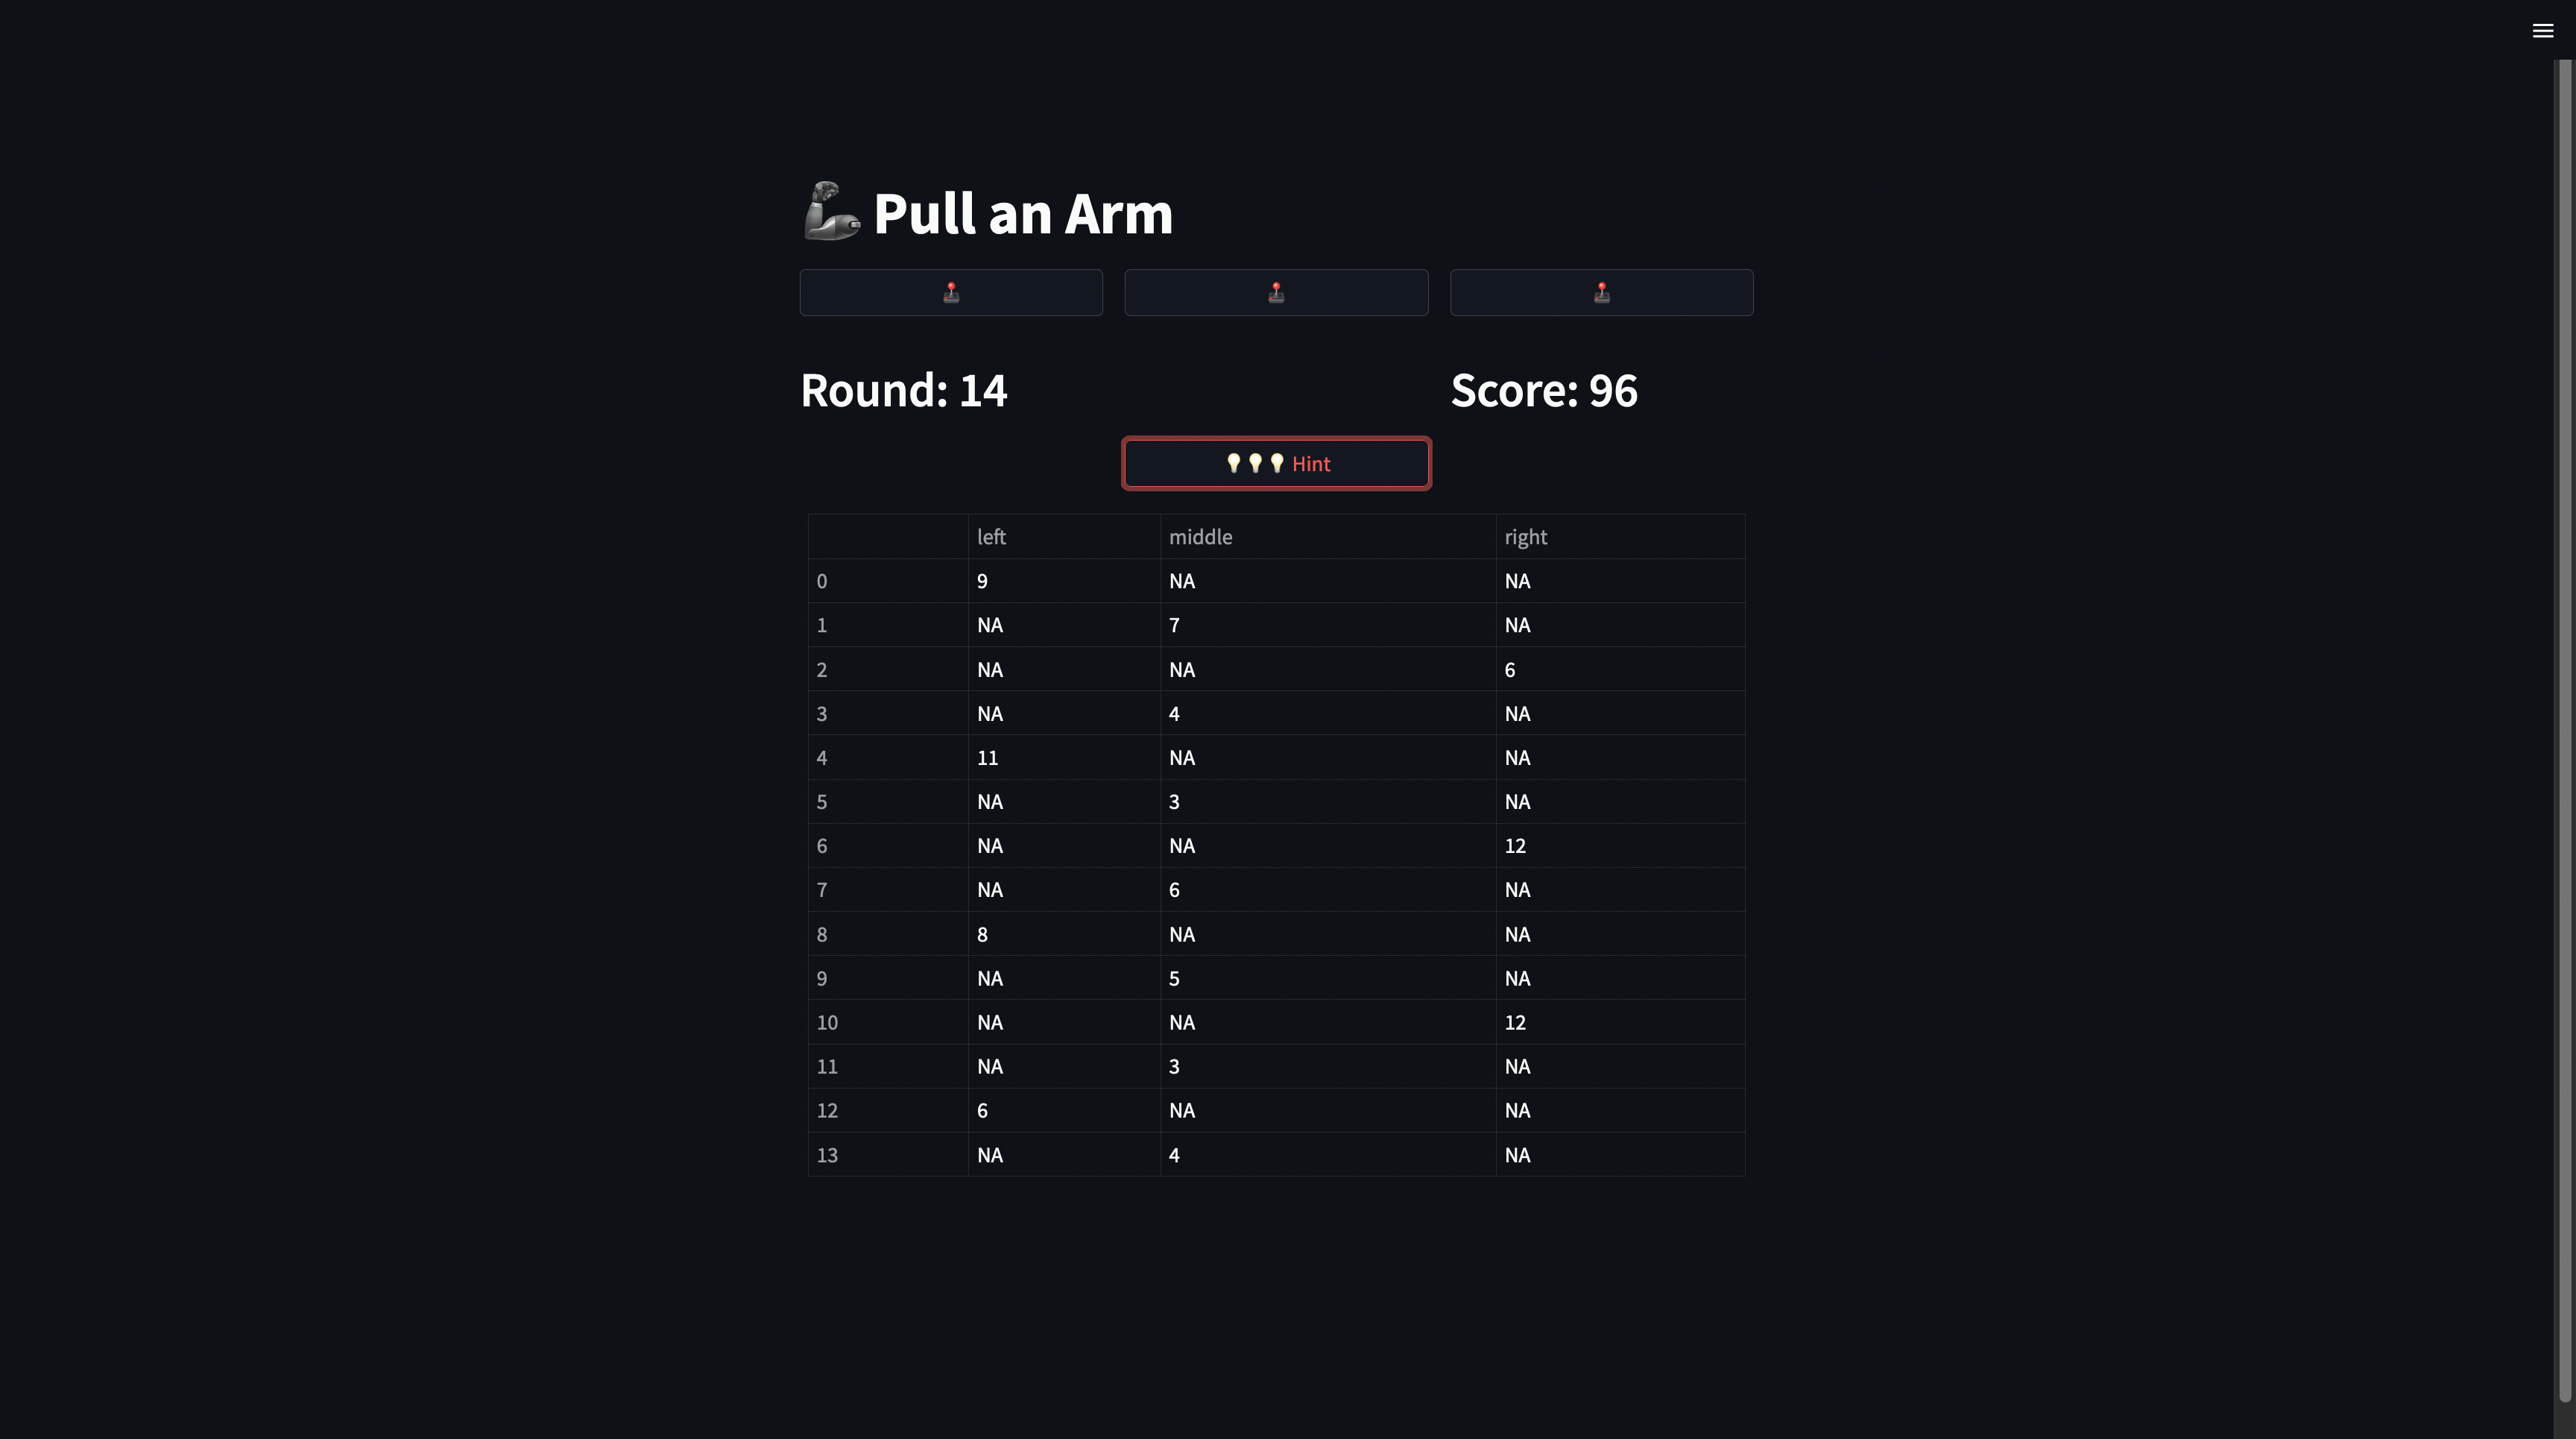 Pull an Arm
Round: 14 Score: 96
Hint
left middle right
0 9 NA NA
1 NA 7 NA
2 NA NA 6
3 NA 4 NA
4 11 NA NA
5 NA 3 NA
6 NA NA 12
7 NA 6 NA
8 8 NA NA
9 NA 5 NA
10 NA NA 12
11 NA 3 NA
12 6 NA NA
13 NA 4 NA